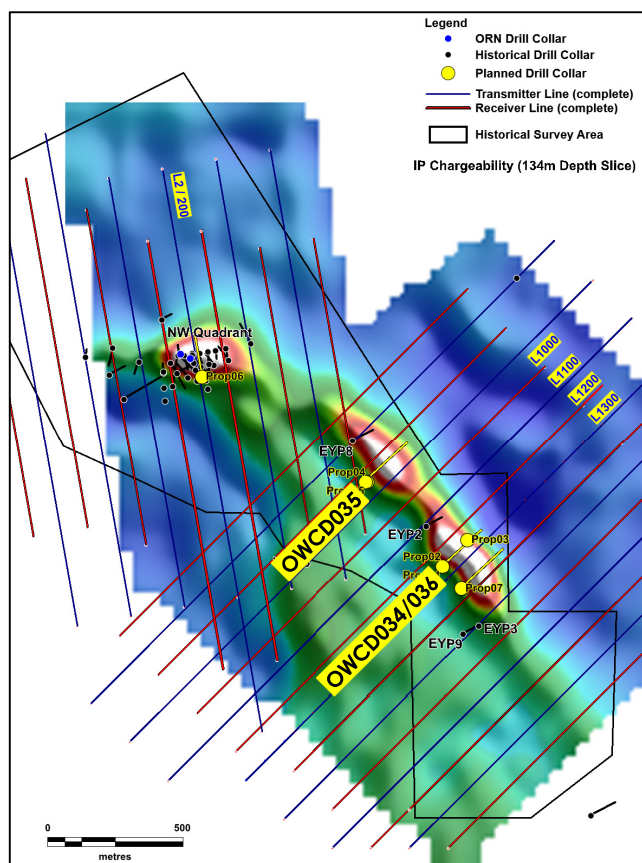 Legend
ORN Drill Collar
Historical Drill Collar
Planned Drill Collar
Transmitter Line (complete)
Receiver Line (complete)
Historical Survey Area
IP Chargeability (134m Depth Slice)
L2 / 200
NW Quadrant
Prop06
L1000
L1100
L1200
L1300
EYP8
Prop04
OWCD035
EYP2
Prop03
Prop02
Prop07
OWCD034/036
EYP3
EYP9
0 500
metres